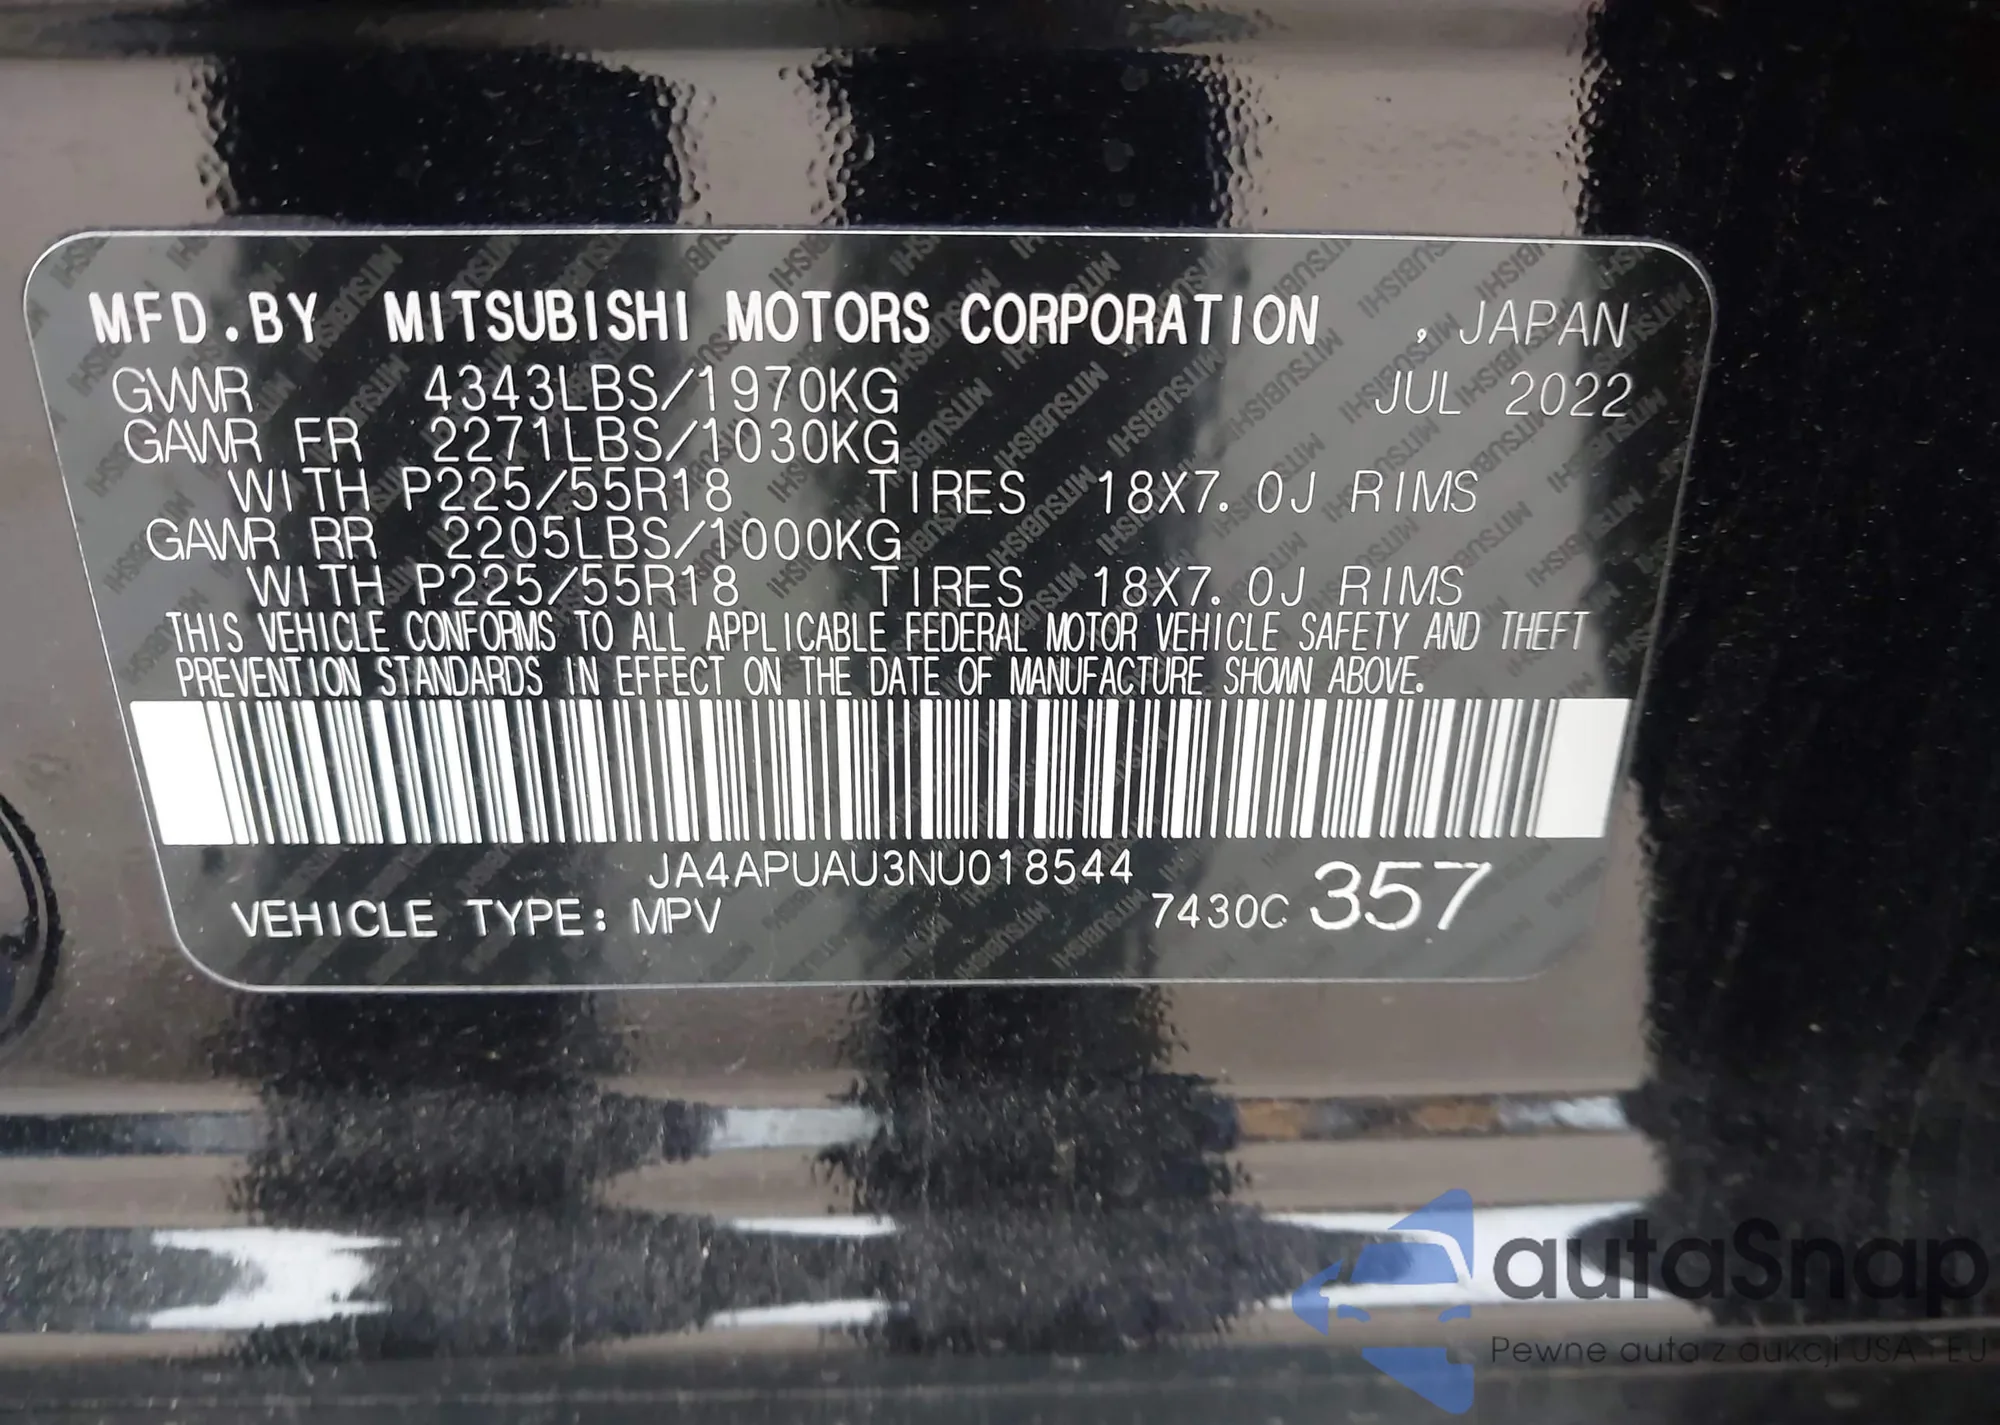 MFD.BY MITSUBISHI MOTORS CORPORATION , JAPAN
GVWR 4343LBS/1970KG JUL 2022
GAWR FR 2271LBS/1030KG
WITH P225/55R18 TIRES 18X7.0J RIMS
GAWR RR 2205LBS/1000KG
WITH P225/55R18 TIRES 18X7.0J RIMS
THIS VEHICLE CONFORMS TO ALL APPLICABLE FEDERAL MOTOR VEHICLE SAFETY AND THEFT
PREVENTION STANDARDS IN EFFECT ON THE DATE OF MANUFACTURE SHOWN ABOVE.
JA4APUAU3NU018544
VEHICLE TYPE: MPV 7430C 357
autaSnap
Pewne auta z aukcji USA i EU